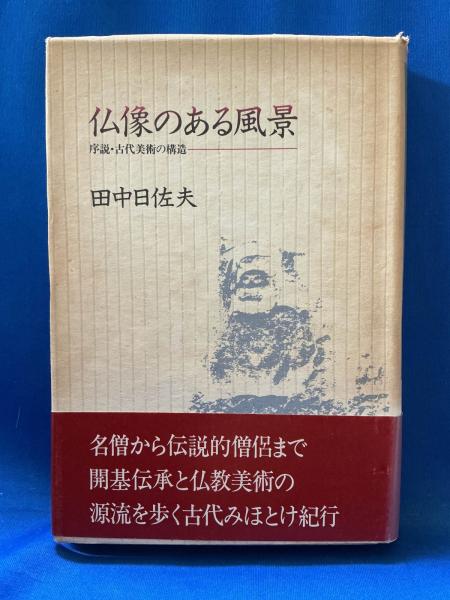 仏像のある風景
序説・古代美術の構造
田中日佐夫
名僧から伝説的僧侶まで
開基伝承と仏教美術の
源流を歩く古代みほとけ紀行